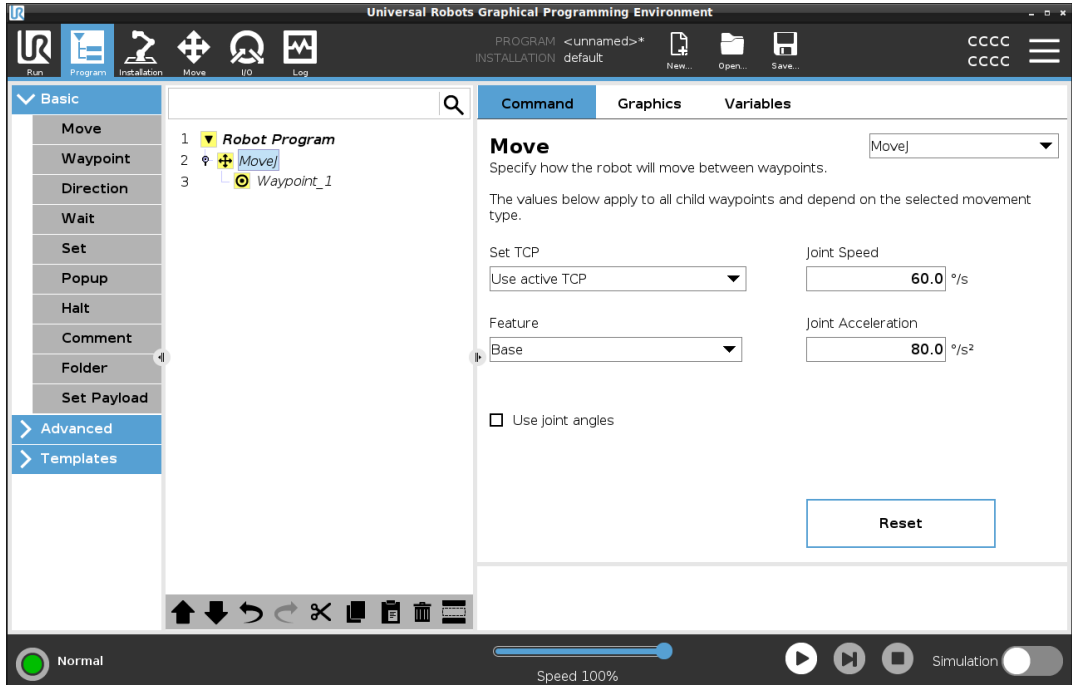 Universal Robots Graphical Programming Environment
Run
Program
Installation
Move
I/O
Log
PROGRAM <unnamed>*
INSTALLATION default
New...
Open...
Save...
CCCC
CCCC
Basic
Move
Waypoint
Direction
Wait
Set
Popup
Halt
Comment
Folder
Set Payload
Advanced
Templates
1 Robot Program
2 MoveJ
3 Waypoint_1
Command Graphics Variables
Move
MoveJ
Specify how the robot will move between waypoints.
The values below apply to all child waypoints and depend on the selected movement
type.
Set TCP
Use active TCP
Joint Speed
60.0 °/s
Feature
Base
Joint Acceleration
80.0 °/s²
Use joint angles
Reset
Normal
Speed 100%
Simulation